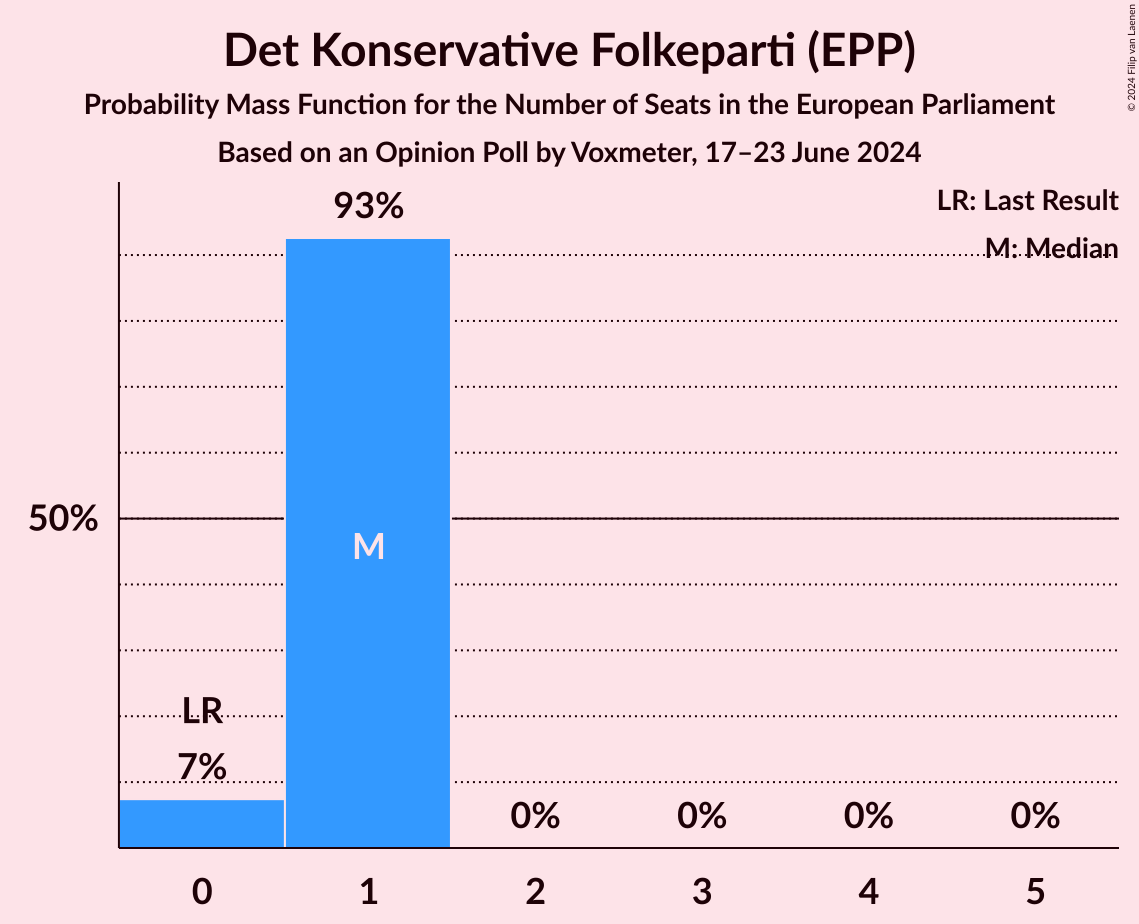 Det Konservative Folkeparti (EPP)
Probability Mass Function for the Number of Seats in the European Parliament
Based on an Opinion Poll by Voxmeter, 17–23 June 2024
© 2024 Filip van Laenen
LR: Last Result
M: Median
93%
50%
M
LR
7%
0% 0% 0% 0%
0 1 2 3 4 5